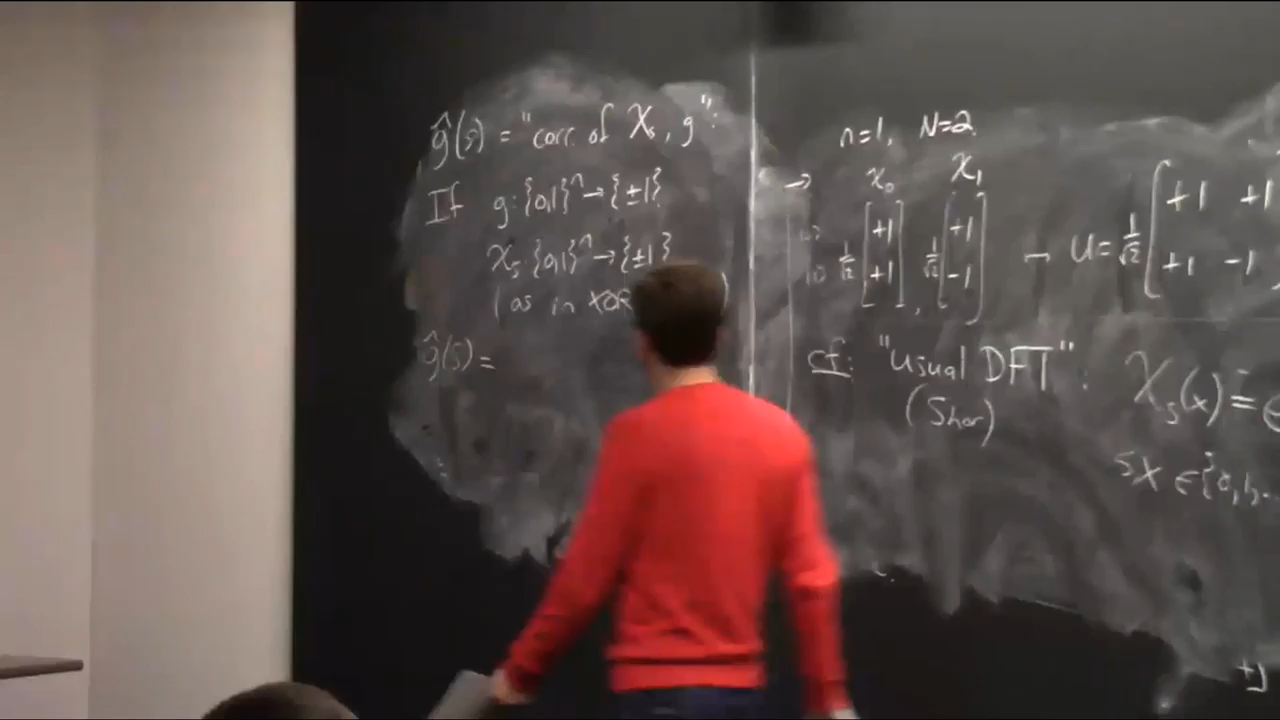 ĝ(s) = "corr. of χ_s, g":
If g: {0,1}^n → {±1}
χ_s: {0,1}^n → {±1}
(as in XOR
ĝ(s) =
n=1, N=2
→ χ_0 χ_1
1/√2 [+1 +1], 1/√2 [+1 -1] → U = 1/√2 [+1 +1
+1 -1
cf: "Usual DFT": χ_s(x) =
(Shor)
s,x ∈ {0,1,